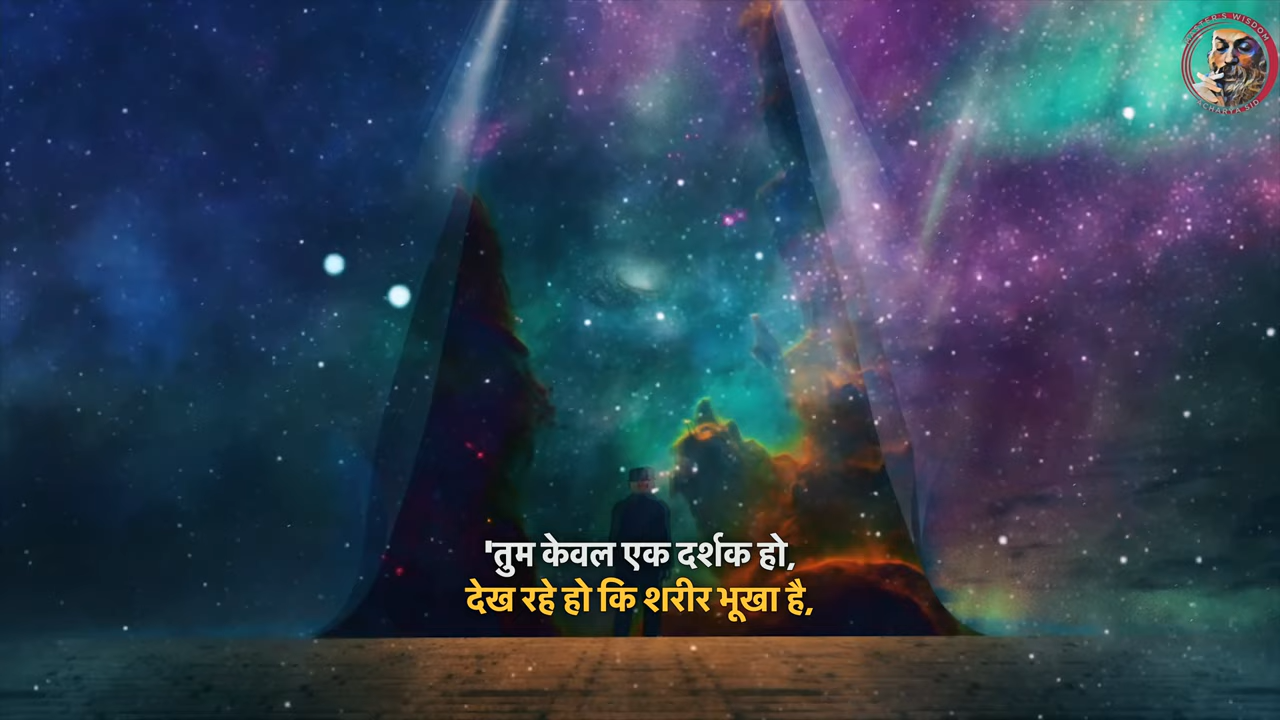 'तुम केवल एक दर्शक हो,
देख रहे हो कि शरीर भूखा है,